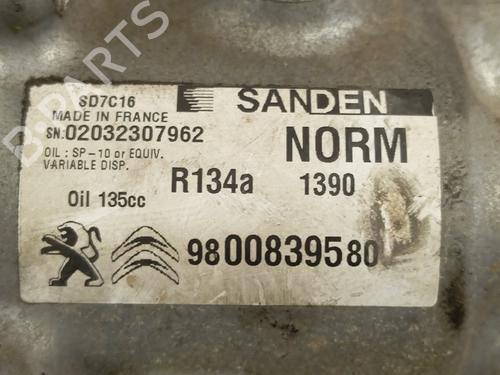 SD7C16
SANDEN
MADE IN FRANCE
SN:02032307962
NORM
OIL : SP-10 or EQUIV.
VARIABLE DISP.
R134a 1390
Oil 135cc
9800839580
B-PARTS